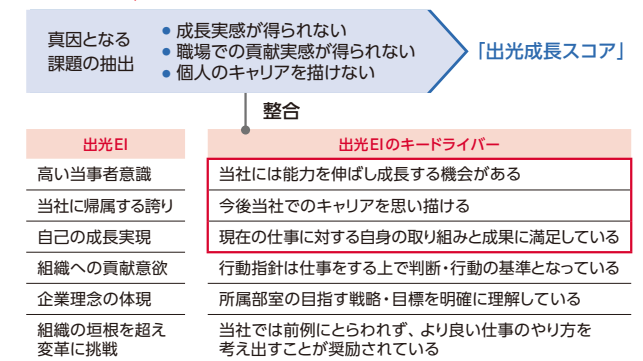 真因となる
課題の抽出
● 成長実感が得られない
● 職場での貢献実感が得られない
● 個人のキャリアを描けない
「出光成長スコア」
整合
出光EI
出光EIのキードライバー
高い当事者意識
当社には能力を伸ばし成長する機会がある
当社に帰属する誇り
今後当社でのキャリアを思い描ける
自己の成長実現
現在の仕事に対する自身の取り組みと成果に満足している
組織への貢献意欲
行動指針は仕事をする上で判断・行動の基準となっている
企業理念の体現
所属部室の目指す戦略・目標を明確に理解している
組織の垣根を超え
変革に挑戦
当社では前例にとらわれず、より良い仕事のやり方を
考え出すことが奨励されている